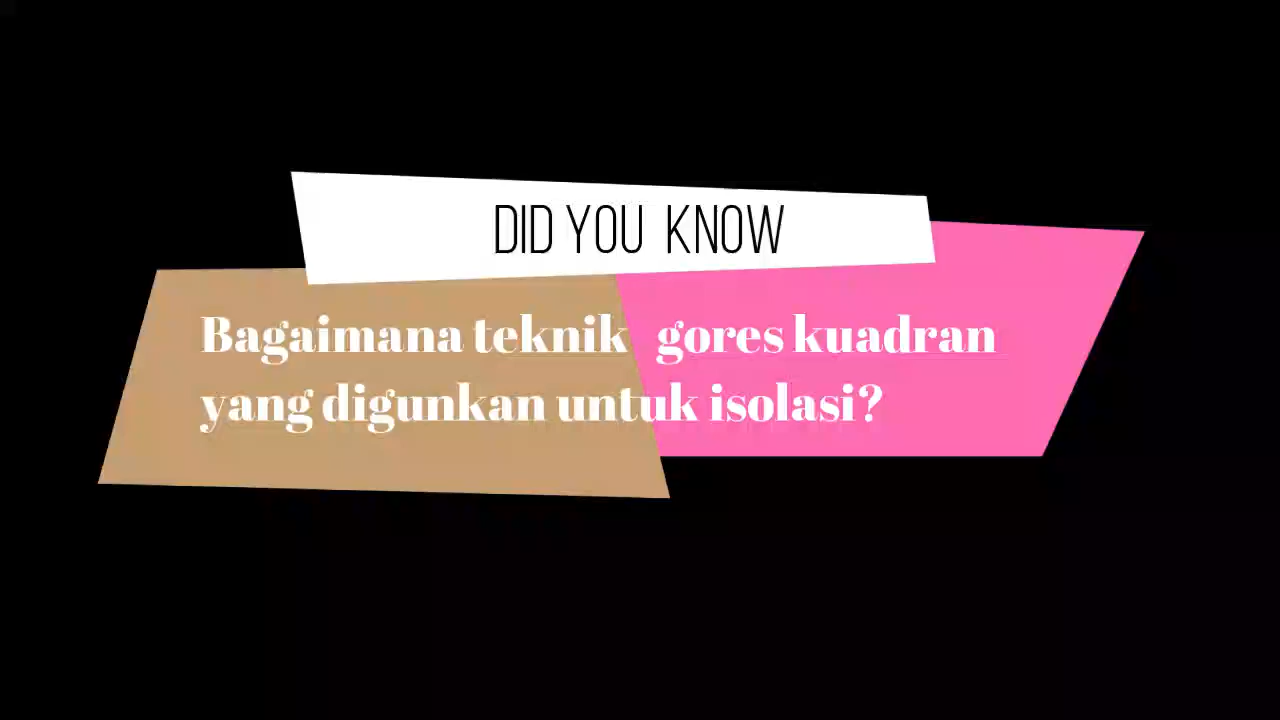 DID YOU KNOW
Bagaimana teknik gores kuadran
yang digunkan untuk isolasi?